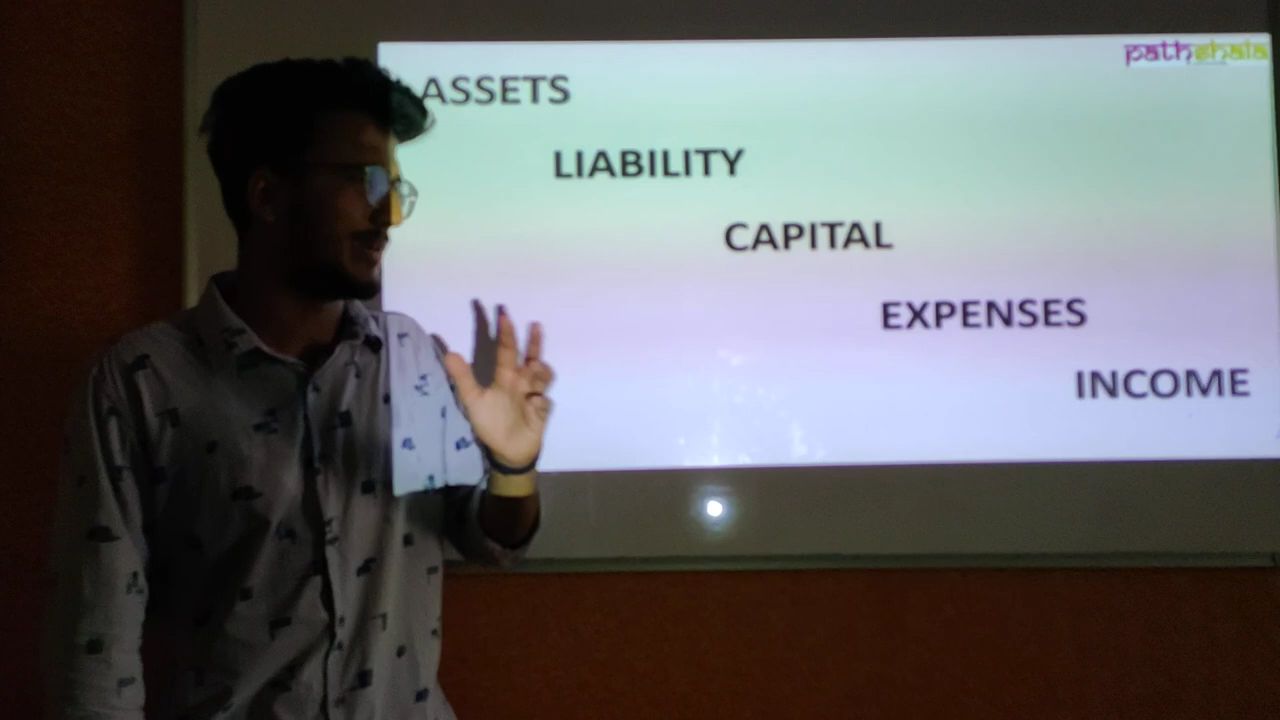 pathshala
ASSETS
LIABILITY
CAPITAL
EXPENSES
INCOME